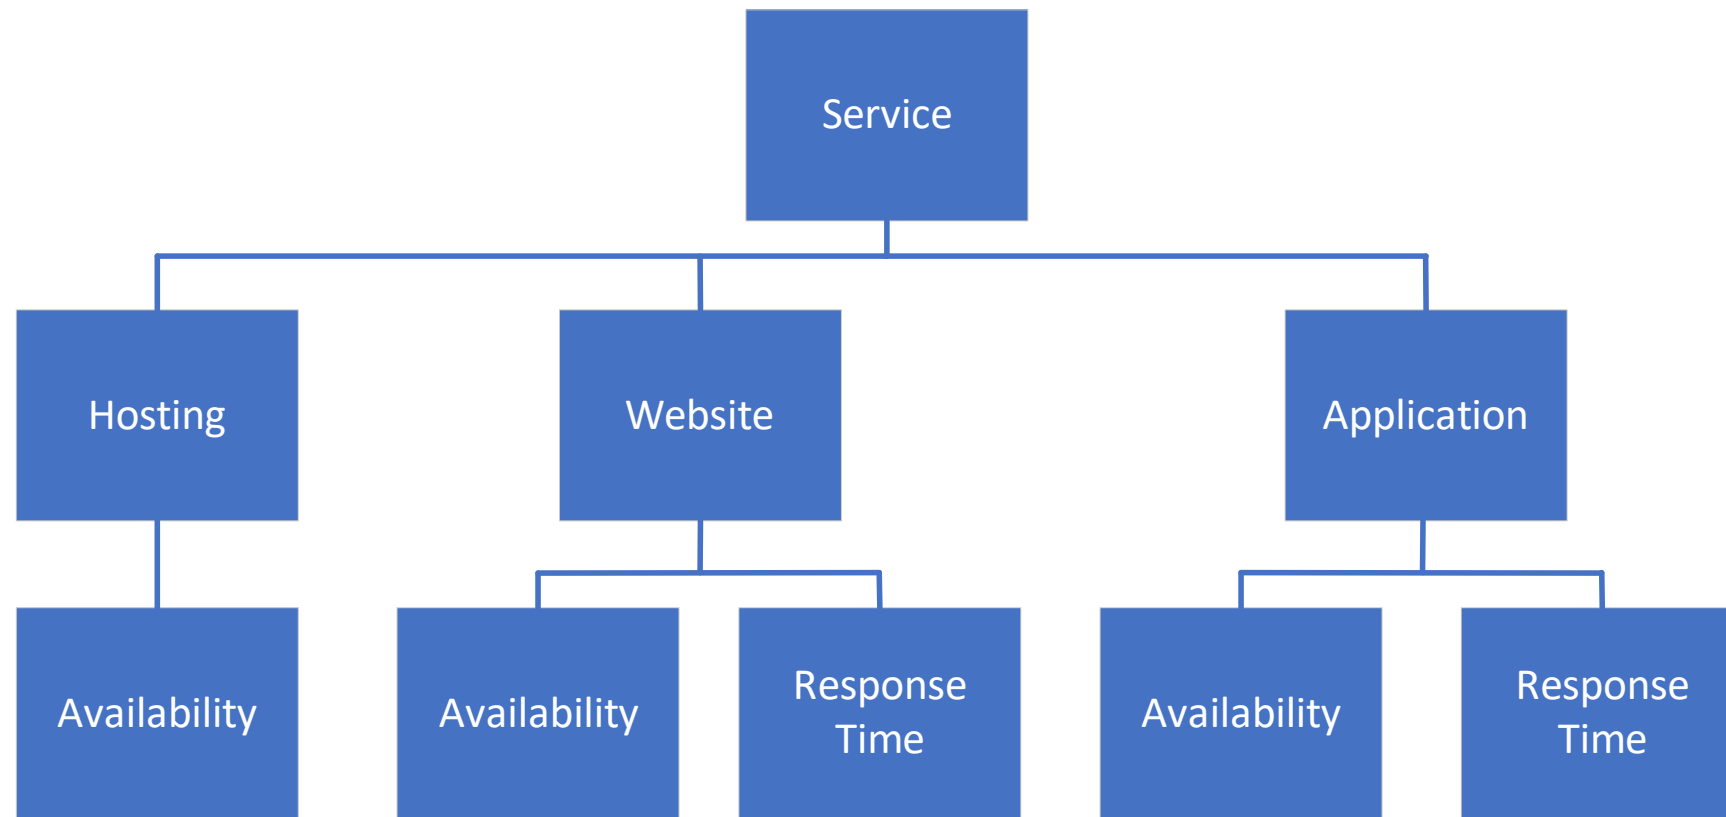 Service
Hosting
Website
Application
Availability
Availability
Response
Time
Availability
Response
Time